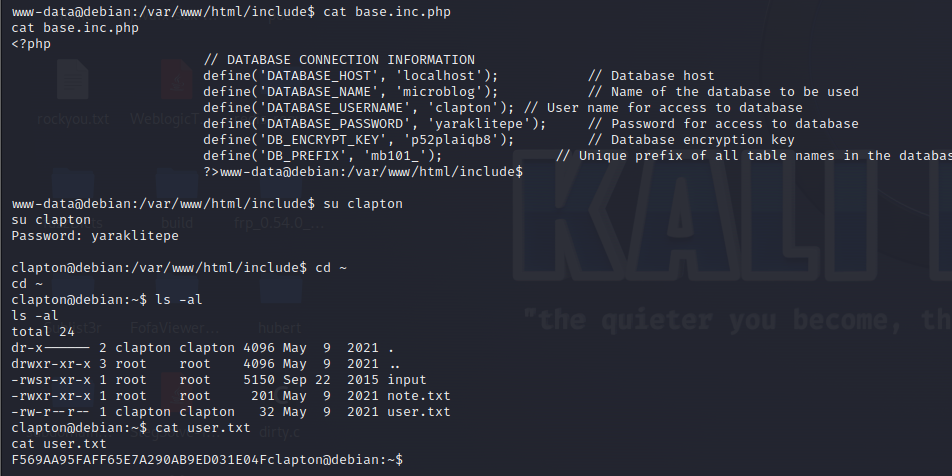 www-data@debian:/var/www/html/include$ cat base.inc.php
cat base.inc.php
<?php
// DATABASE CONNECTION INFORMATION
define('DATABASE_HOST', 'localhost'); // Database host
define('DATABASE_NAME', 'microblog'); // Name of the database to be used
define('DATABASE_USERNAME', 'clapton'); // User name for access to database
define('DATABASE_PASSWORD', 'yaraklitepe'); // Password for access to database
define('DB_ENCRYPT_KEY', 'p52plaiqb8'); // Database encryption key
define('DB_PREFIX', 'mb101_'); // Unique prefix of all table names in the databas
?>www-data@debian:/var/www/html/include$
www-data@debian:/var/www/html/include$ su clapton
su clapton
Password: yaraklitepe
clapton@debian:/var/www/html/include$ cd ~
cd ~
clapton@debian:~$ ls -al
ls -al
total 24
dr-x------ 2 clapton clapton 4096 May 9 2021 .
drwxr-xr-x 3 root root 4096 May 9 2021 ..
-rwsr-xr-x 1 root root 5150 Sep 22 2015 input
-rwxr-xr-x 1 root root 201 May 9 2021 note.txt
-rw-r--r-- 1 clapton clapton 32 May 9 2021 user.txt
clapton@debian:~$ cat user.txt
cat user.txt
F569AA95FAFF65E7A290AB9ED031E04Fclapton@debian:~$
rockyou.txt
build
frp_0.54.0_...
FofaViewer...
hubert
dirty.c
KALI
"the quieter you become, th